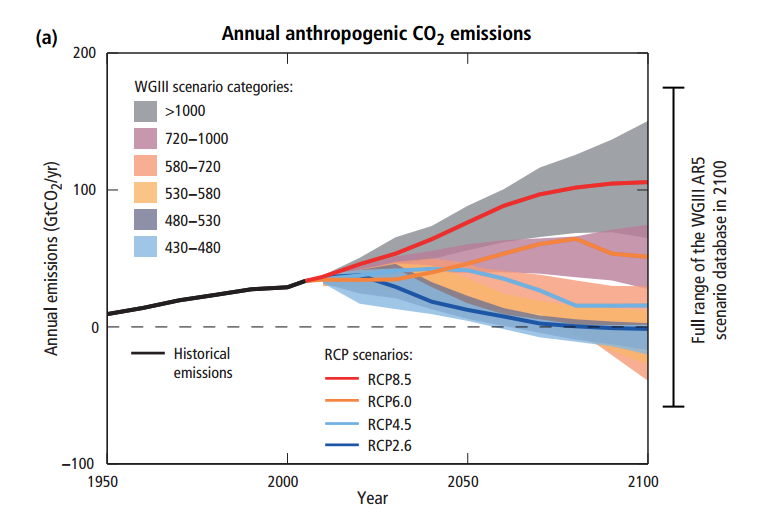 (a)
Annual anthropogenic CO2 emissions
200
100
0
−100
Annual emissions (GtCO2/yr)
WGIII scenario categories:
>1000
720−1000
580−720
530−580
480−530
430−480
Historical
emissions
RCP scenarios:
RCP8.5
RCP6.0
RCP4.5
RCP2.6
1950
2000
2050
2100
Year
Full range of the WGIII AR5
scenario database in 2100